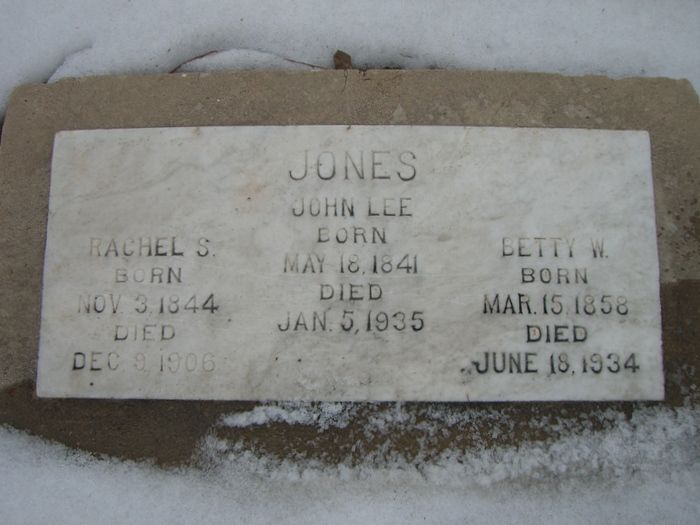 JONES
JOHN LEE
BORN
MAY 18, 1841
DIED
JAN. 5, 1935
RACHEL S.
BORN
NOV. 3, 1844
DIED
DEC 9, 1906
BETTY W.
BORN
MAR. 15, 1858
DIED
JUNE 18, 1934